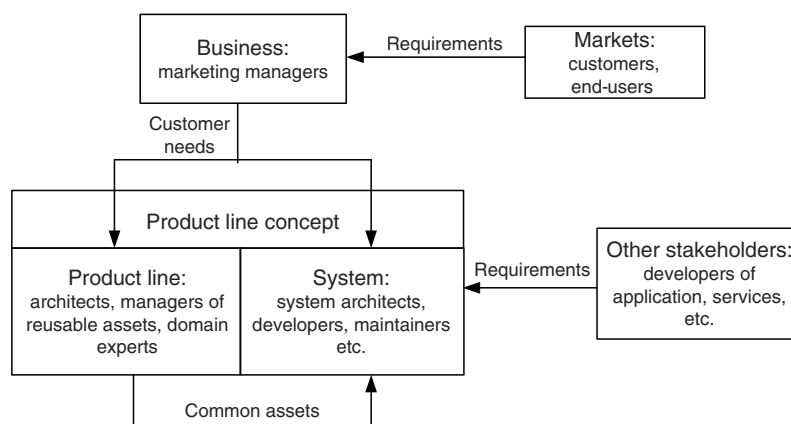 Business:
marketing managers
Requirements
Markets:
customers,
end-users
Customer
needs
Product line concept
Product line:
architects, managers of
reusable assets, domain
experts
System:
system architects,
developers, maintainers
etc.
Requirements
Other stakeholders:
developers of
application, services,
etc.
Common assets